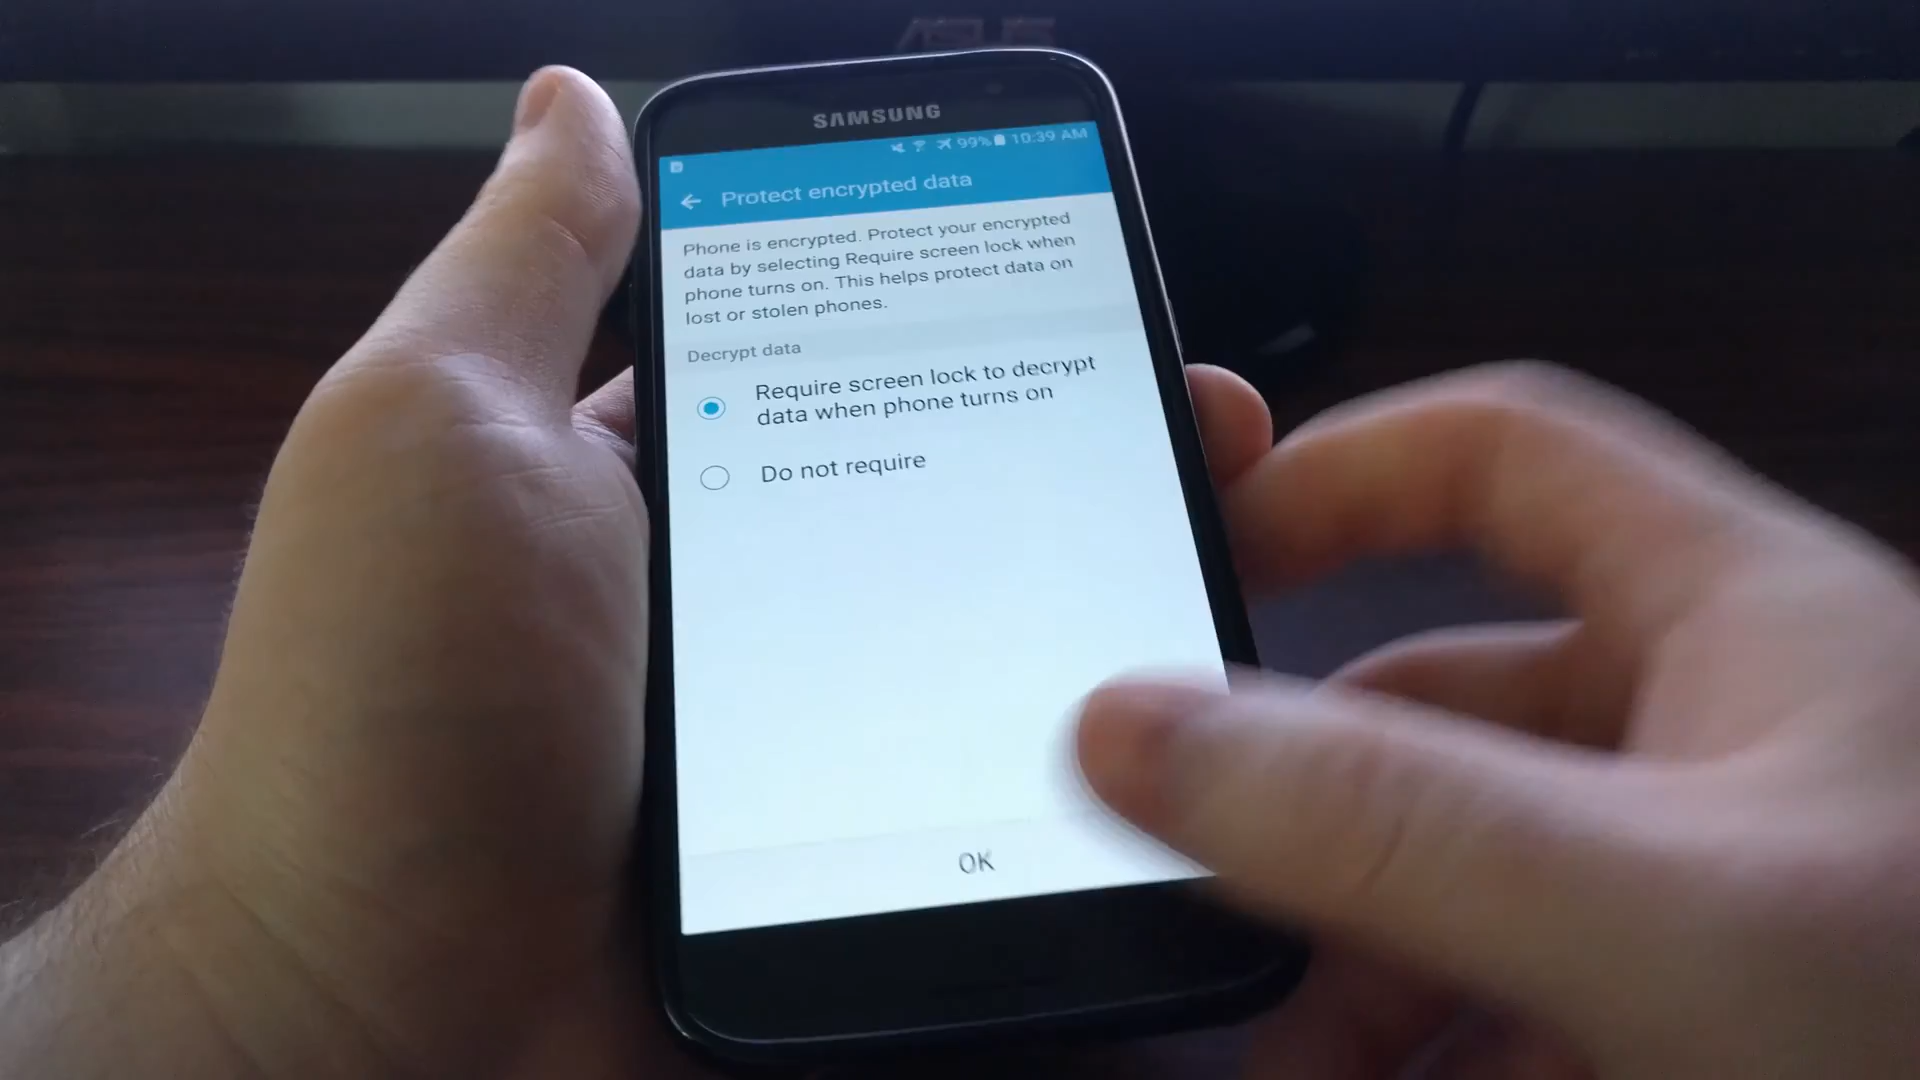 ASUS
SAMSUNG
99% 10:39 AM
Protect encrypted data
Phone is encrypted. Protect your encrypted
data by selecting Require screen lock when
phone turns on. This helps protect data on
lost or stolen phones.
Decrypt data
Require screen lock to decrypt
data when phone turns on
Do not require
OK